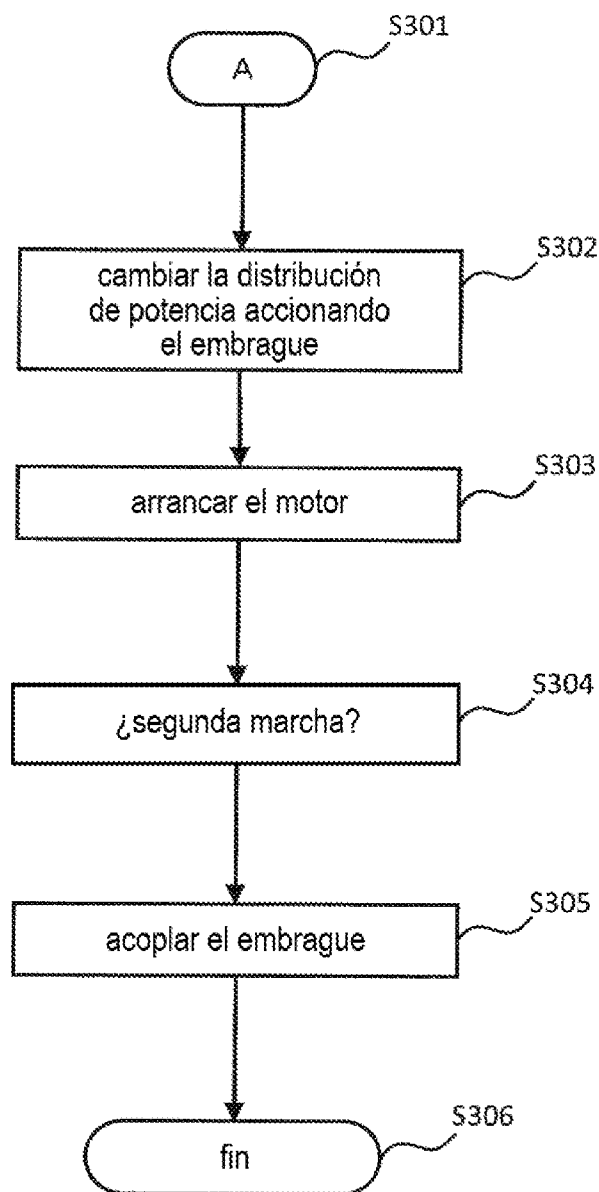 S301
A
S302
cambiar la distribución
de potencia accionando
el embrague
S303
arrancar el motor
S304
¿segunda marcha?
S305
acoplar el embrague
S306
fin